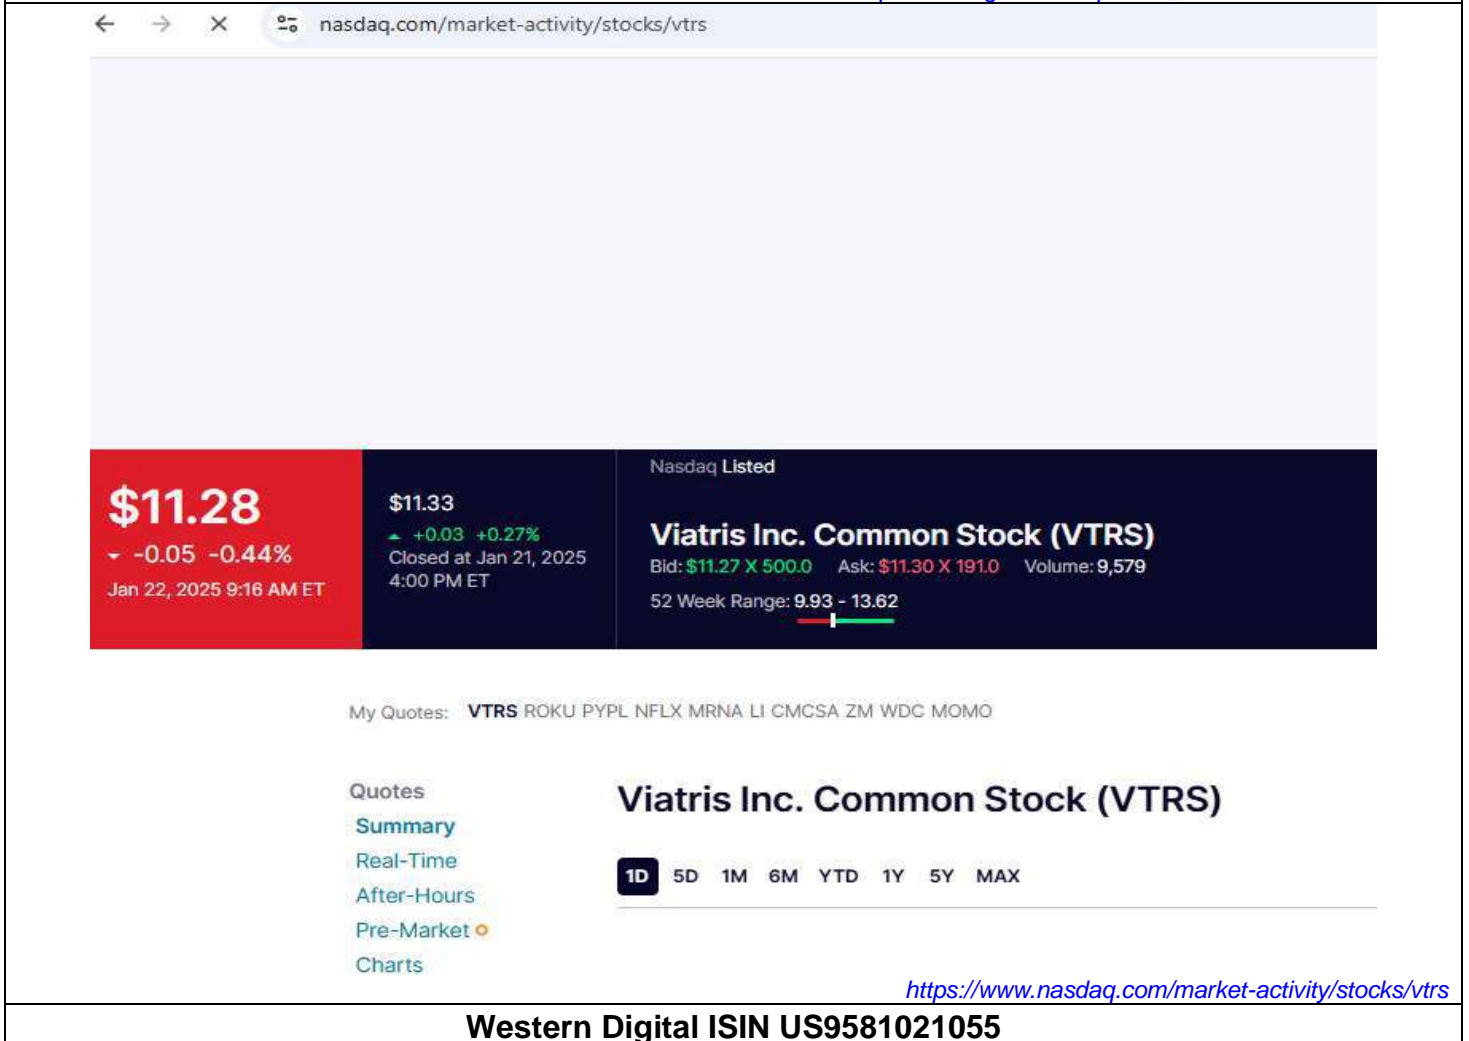 nasdaq.com/market-activity/stocks/vtrs
Nasdaq Listed
$11.28
-0.05 -0.44%
Jan 22, 2025 9:16 AM ET
$11.33
+0.03 +0.27%
Closed at Jan 21, 2025
4:00 PM ET
Viatris Inc. Common Stock (VTRS)
Bid: $11.27 X 500.0 Ask: $11.30 X 191.0 Volume: 9,579
52 Week Range: 9.93 - 13.62
My Quotes: VTRS ROKU PYPL NFLX MRNA LI CMCSA ZM WDC MOMO
Quotes
Summary
Real-Time
After-Hours
Pre-Market
Charts
Viatris Inc. Common Stock (VTRS)
1D 5D 1M 6M YTD 1Y 5Y MAX
https://www.nasdaq.com/market-activity/stocks/vtrs
Western Digital ISIN US9581021055